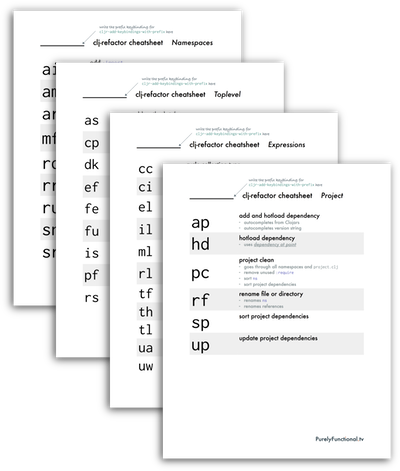 write the prefix keybinding for
cljr-add-keybindings-with-prefix here
clj-refactor cheatsheet Namespaces
ai
add
am
ar
mf
rd
rr
ru
sn
sr
write the prefix keybinding for
cljr-add-keybindings-with-prefix here
clj-refactor cheatsheet Toplevel
as
cp
dk
ef
fe
fu
is
pf
rs
write the prefix keybinding for
cljr-add-keybindings-with-prefix here
clj-refactor cheatsheet Expressions
cc
ci
el
il
ml
rl
tf
th
tl
ua
uw
write the prefix keybinding for
cljr-add-keybindings-with-prefix here
clj-refactor cheatsheet Project
ap add and hotload dependency
- autocompletes from Clojars
- autocompletes version string
hd hotload dependency
- uses dependency at point
pc project clean
- goes through all namespaces and project.clj
- remove unused :require
- sort ns
- sort project dependencies
rf rename file or directory
- renames ns
- renames references
sp sort project dependencies
up update project dependencies
PurelyFunctional.tv